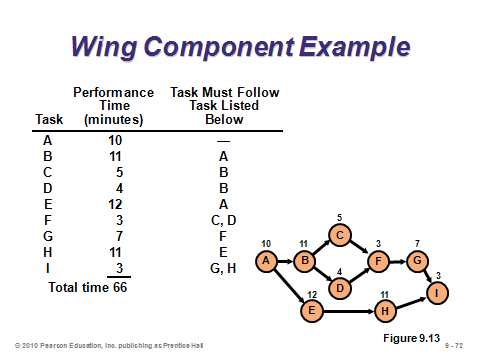 Wing Component Example
Performance Task Must Follow
Time Task Listed
Task (minutes) Below
A 10 —
B 11 A
C 5 B
D 4 B
E 12 A
F 3 C, D
G 7 F
H 11 E
I 3 G, H
Total time 66
5
C
10 11 3 7
A B F G
4 3
D I
12 11
E H
Figure 9.13
© 2010 Pearson Education, Inc. publishing as Prentice Hall 9 - 72